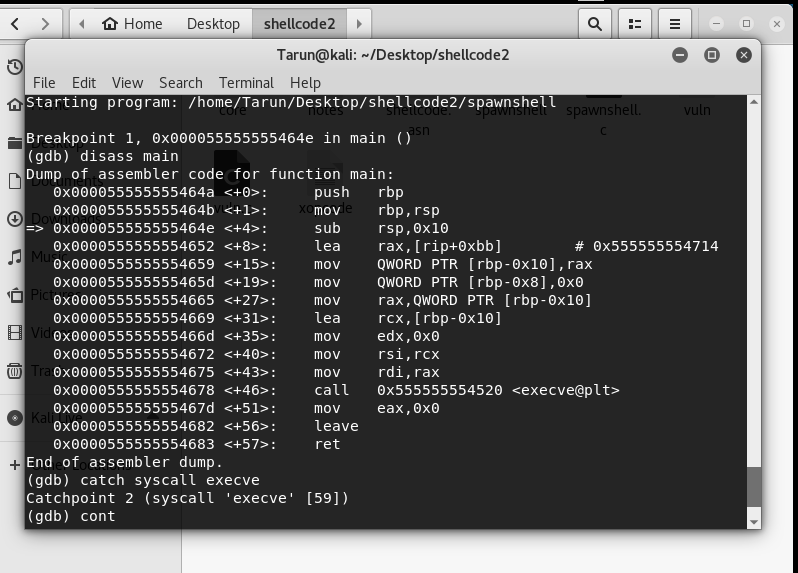 Home Desktop shellcode2
Tarun@kali: ~/Desktop/shellcode2
File Edit View Search Terminal Help
Starting program: /home/Tarun/Desktop/shellcode2/spawnshell
core notes shellcode. spawnshell spawnshell. vuln
asn c
Breakpoint 1, 0x000055555555464e in main ()
(gdb) disass main
Dump of assembler code for function main:
   0x000055555555464a <+0>:     push   rbp
   0x000055555555464b <+1>:     mov    rbp,rsp
=> 0x000055555555464e <+4>:     sub    rsp,0x10
   0x0000555555554652 <+8>:     lea    rax,[rip+0xbb]        # 0x555555554714
   0x0000555555554659 <+15>:    mov    QWORD PTR [rbp-0x10],rax
   0x000055555555465d <+19>:    mov    QWORD PTR [rbp-0x8],0x0
   0x0000555555554665 <+27>:    mov    rax,QWORD PTR [rbp-0x10]
   0x0000555555554669 <+31>:    lea    rcx,[rbp-0x10]
   0x000055555555466d <+35>:    mov    edx,0x0
   0x0000555555554672 <+40>:    mov    rsi,rcx
   0x0000555555554675 <+43>:    mov    rdi,rax
   0x0000555555554678 <+46>:    call   0x555555554520 <execve@plt>
   0x000055555555467d <+51>:    mov    eax,0x0
   0x0000555555554682 <+56>:    leave
   0x0000555555554683 <+57>:    ret
End of assembler dump.
(gdb) catch syscall execve
Catchpoint 2 (syscall 'execve' [59])
(gdb) cont